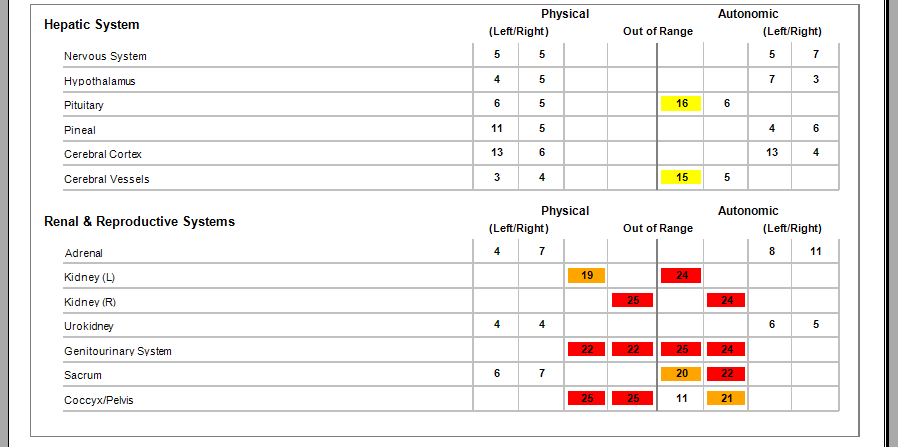 Physical Autonomic
Hepatic System (Left/Right) Out of Range (Left/Right)
Nervous System 5 5 5 7
Hypothalamus 4 5 7 3
Pituitary 6 5 16 6
Pineal 11 5 4 6
Cerebral Cortex 13 6 13 4
Cerebral Vessels 3 4 15 5
Physical Autonomic
Renal & Reproductive Systems (Left/Right) Out of Range (Left/Right)
Adrenal 4 7 8 11
Kidney (L) 19 24
Kidney (R) 25 24
Urokidney 4 4 6 5
Genitourinary System 22 22 25 24
Sacrum 6 7 20 22
Coccyx/Pelvis 25 25 11 21